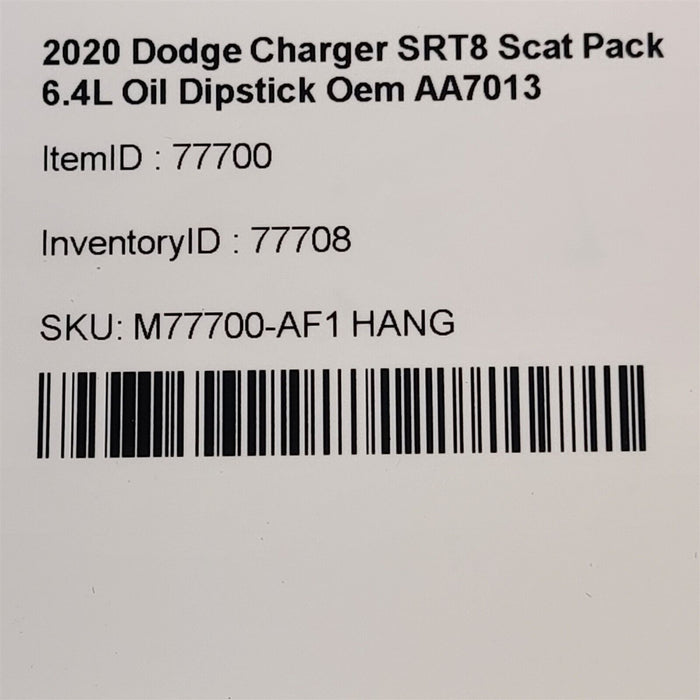 2020 Dodge Charger SRT8 Scat Pack
6.4L Oil Dipstick Oem AA7013
ItemID : 77700
InventoryID : 77708
SKU: M77700-AF1 HANG